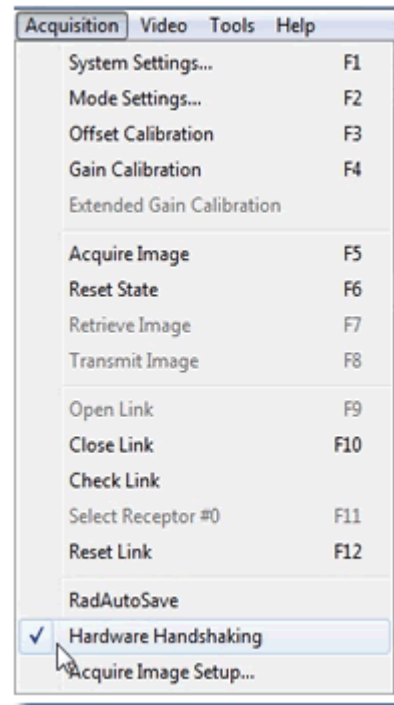 Acquisition Video Tools Help
System Settings... F1
Mode Settings... F2
Offset Calibration F3
Gain Calibration F4
Extended Gain Calibration
Acquire Image F5
Reset State F6
Retrieve Image F7
Transmit Image F8
Open Link F9
Close Link F10
Check Link
Select Receptor #0 F11
Reset Link F12
RadAutoSave
Hardware Handshaking
Acquire Image Setup...